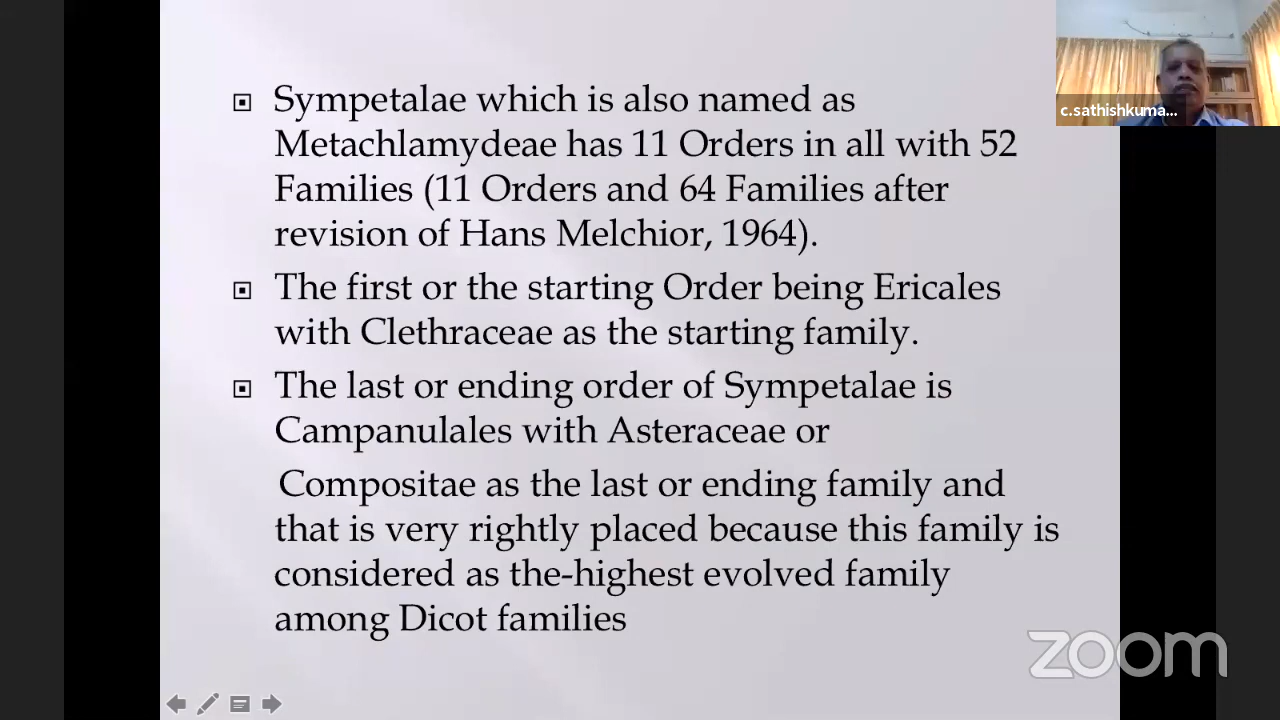 Sympetalae which is also named as
Metachlamydeae has 11 Orders in all with 52
Families (11 Orders and 64 Families after
revision of Hans Melchior, 1964).
The first or the starting Order being Ericales
with Clethraceae as the starting family.
The last or ending order of Sympetalae is
Campanulales with Asteraceae or
Compositae as the last or ending family and
that is very rightly placed because this family is
considered as the-highest evolved family
among Dicot families
c.sathishkuma...
zoom